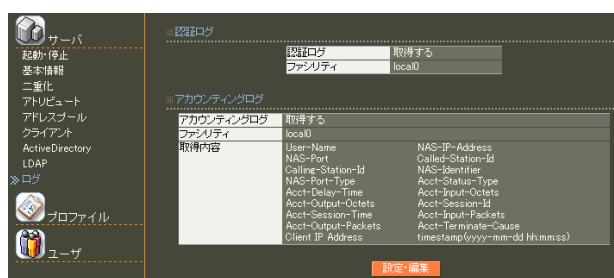 サーバ
起動・停止
基本情報
二重化
アトリビュート
アドレスプール
クライアント
ActiveDirectory
LDAP
ログ
プロファイル
ユーザ
認証ログ
認証ログ 取得する
ファシリティ local0
アカウンティングログ
アカウンティングログ 取得する
ファシリティ local0
取得内容 User-Name NAS-IP-Address
NAS-Port Called-Station-Id
Calling-Station-Id NAS-Identifier
NAS-Port-Type Acct-Status-Type
Acct-Delay-Time Acct-Input-Octets
Acct-Output-Octets Acct-Session-Id
Acct-Session-Time Acct-Input-Packets
Acct-Output-Packets Acct-Terminate-Cause
Client IP Address timestamp(yyyy-mm-dd hh:mm:ss)
設定・編集